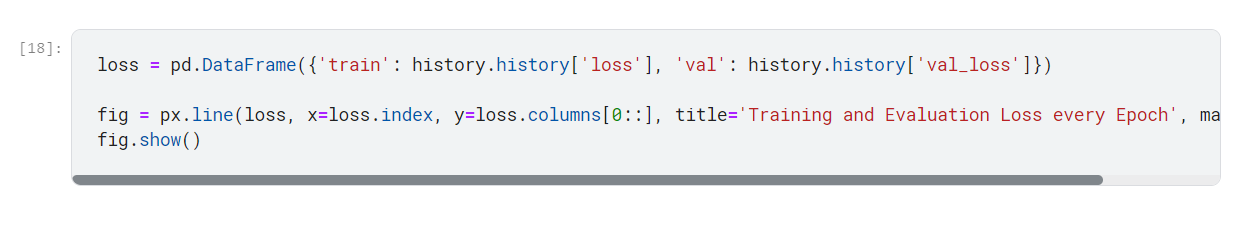 [18]:
loss = pd.DataFrame({'train': history.history['loss'], 'val': history.history['val_loss']})
fig = px.line(loss, x=loss.index, y=loss.columns[0::], title='Training and Evaluation Loss every Epoch', ma
fig.show()